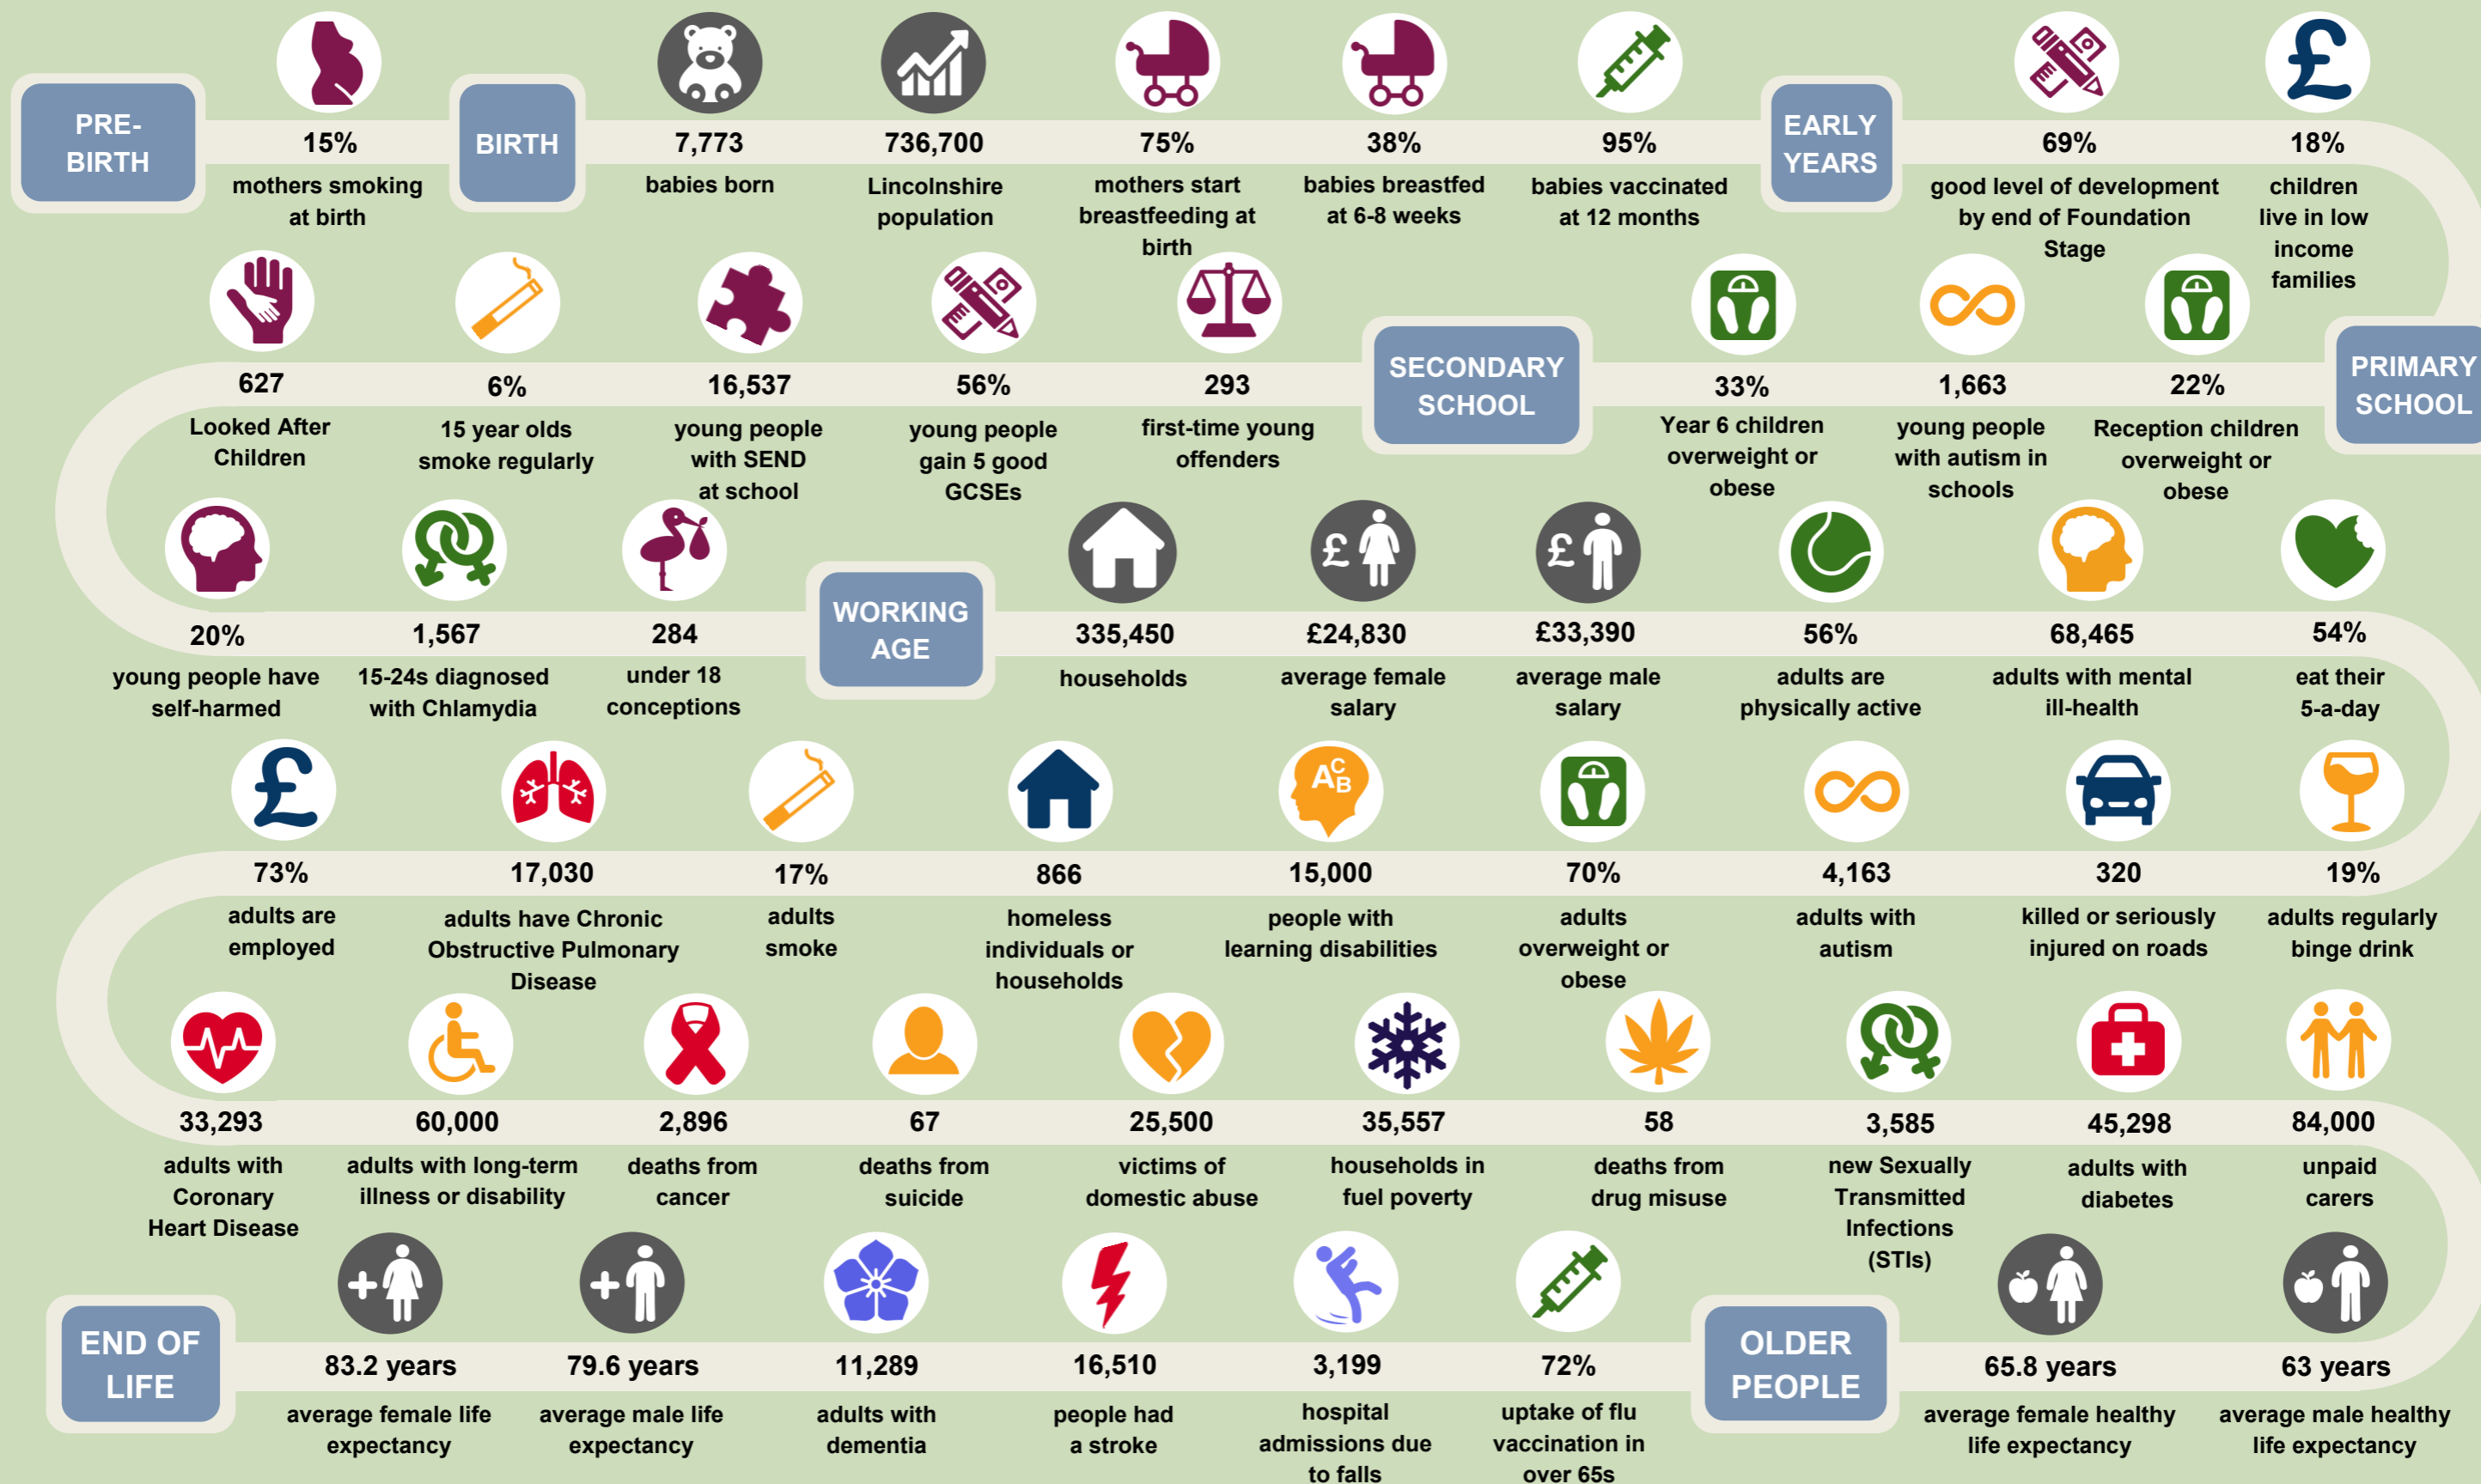 PRE-
BIRTH
15%
mothers smoking
at birth
BIRTH
7,773
babies born
736,700
Lincolnshire
population
75%
mothers start
breastfeeding at
birth
38%
babies breastfed
at 6-8 weeks
95%
babies vaccinated
at 12 months
EARLY
YEARS
69%
good level of development
by end of Foundation
Stage
£
18%
children
live in low
income
families
627
Looked After
Children
6%
15 year olds
smoke regularly
16,537
young people
with SEND
at school
56%
young people
gain 5 good
GCSEs
293
first-time young
offenders
SECONDARY
SCHOOL
33%
Year 6 children
overweight or
obese
1,663
young people
with autism in
schools
22%
Reception children
overweight or
obese
PRIMARY
SCHOOL
20%
young people have
self-harmed
1,567
15-24s diagnosed
with Chlamydia
284
under 18
conceptions
WORKING
AGE
335,450
households
£
£24,830
average female
salary
£
£33,390
average male
salary
56%
adults are
physically active
68,465
adults with mental
ill-health
54%
eat their
5-a-day
£
73%
adults are
employed
17,030
adults have Chronic
Obstructive Pulmonary
Disease
17%
adults
smoke
866
homeless
individuals or
households
A C B
15,000
people with
learning disabilities
70%
adults
overweight or
obese
4,163
adults with
autism
320
killed or seriously
injured on roads
19%
adults regularly
binge drink
33,293
adults with
Coronary
Heart Disease
60,000
adults with long-term
illness or disability
2,896
deaths from
cancer
67
deaths from
suicide
25,500
victims of
domestic abuse
35,557
households in
fuel poverty
58
deaths from
drug misuse
3,585
new Sexually
Transmitted
Infections
(STIs)
45,298
adults with
diabetes
84,000
unpaid
carers
END OF
LIFE
83.2 years
average female life
expectancy
79.6 years
average male life
expectancy
11,289
adults with
dementia
16,510
people had
a stroke
3,199
hospital
admissions due
to falls
72%
uptake of flu
vaccination in
over 65s
OLDER
PEOPLE
65.8 years
average female healthy
life expectancy
63 years
average male healthy
life expectancy